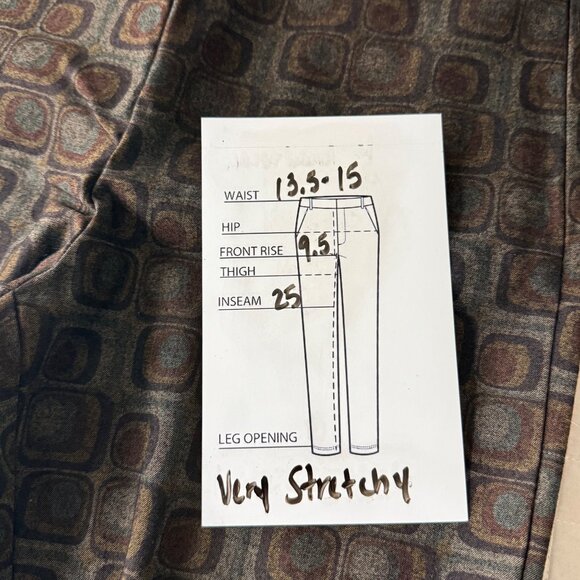 WAIST 13.5-15
HIP
FRONT RISE 9.5
THIGH
INSEAM 25
LEG OPENING
Very Stretchy